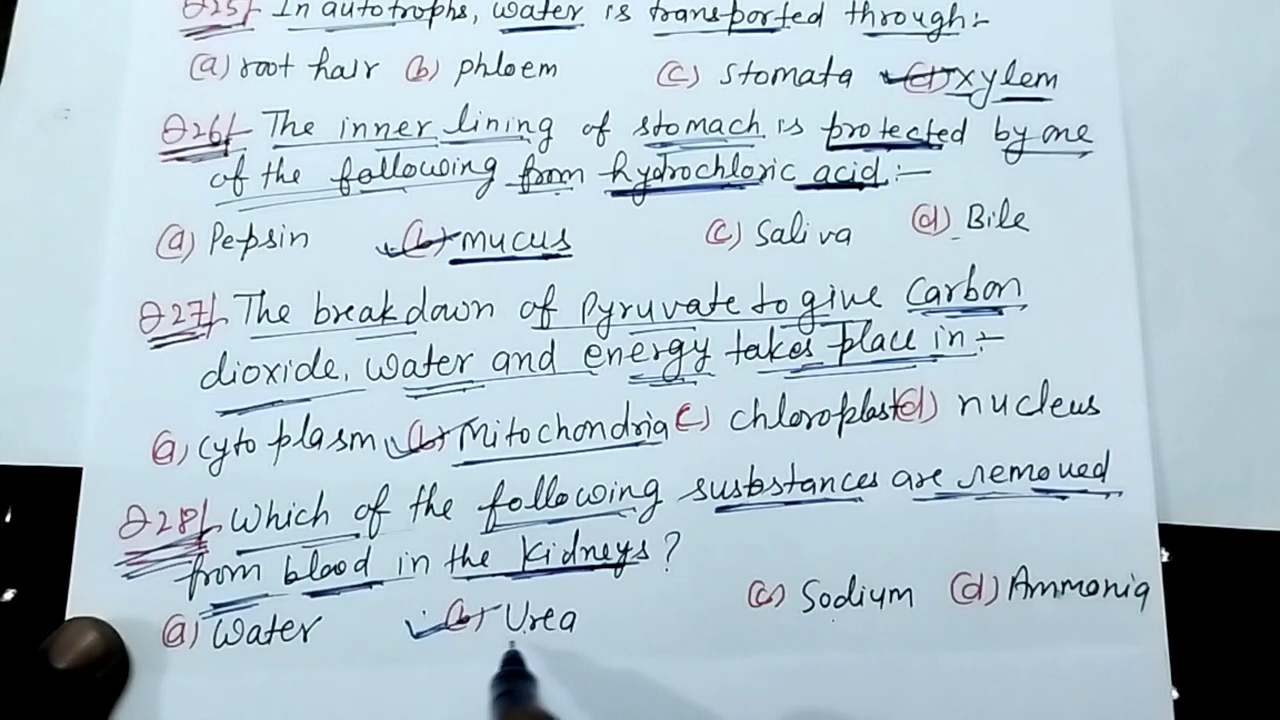 Q25/- In autotrophs, water is transported through:-
(a) root hair (b) phloem (c) stomata (d) xylem
Q26/- The inner lining of stomach is protected by one
of the following from hydrochloric acid:-
(a) Pepsin (b) mucus (c) Saliva (d) Bile
Q27/- The breakdown of Pyruvate to give Carbon
dioxide, water and energy takes place in:-
(a) cytoplasm (b) Mitochondria (c) chloroplast (d) nucleus
Q28/- Which of the following susbstances are removed
from blood in the Kidneys?
(a) Water (b) Urea (c) Sodium (d) Ammonia